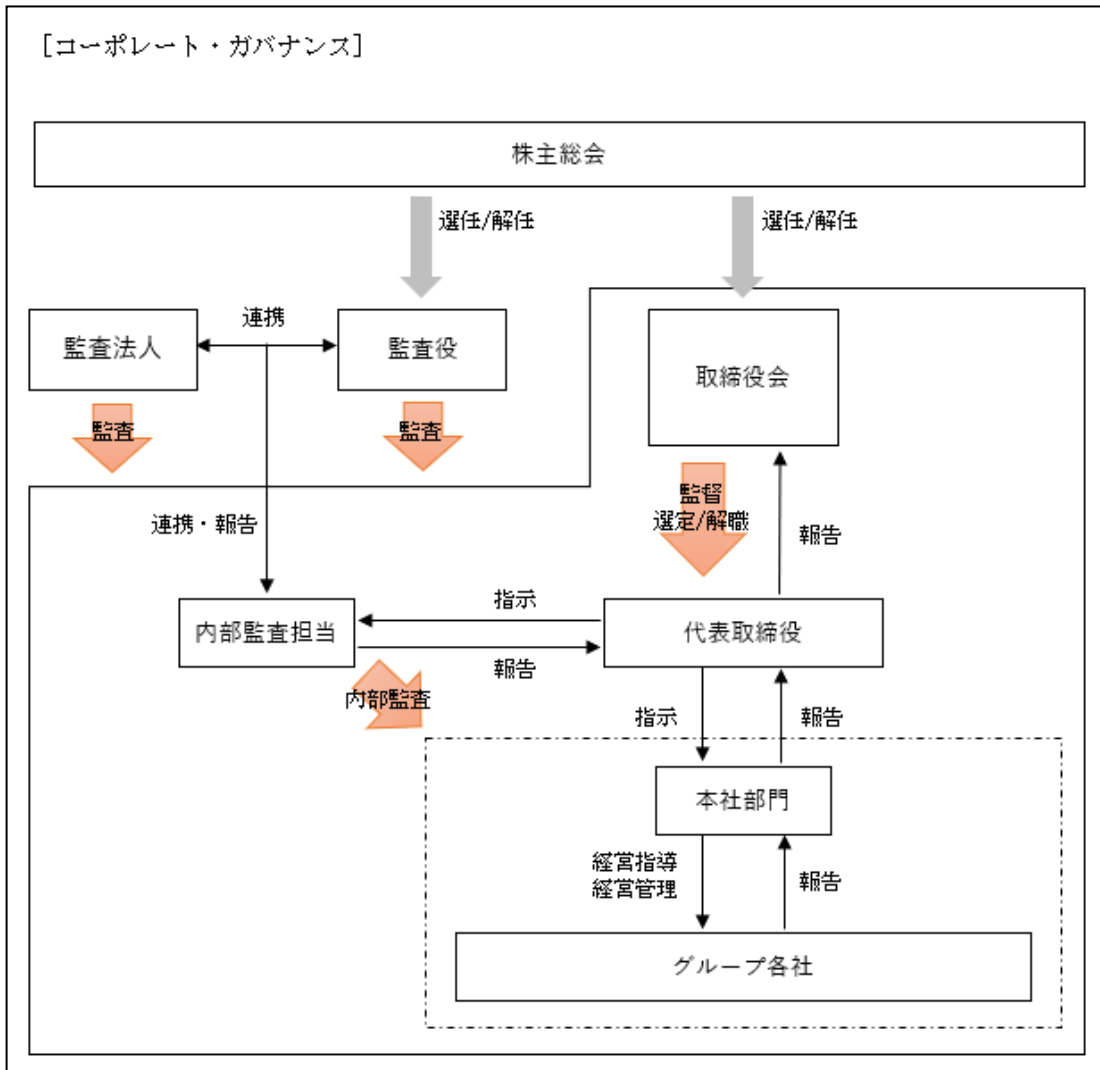 [コーポレート・ガバナンス]
株主総会
選任/解任
選任/解任
監査法人
連携
監査役
取締役会
監査
監査
監督
選定/解職
報告
連携・報告
内部監査担当
指示
報告
代表取締役
内部監査
指示
報告
本社部門
経営指導
経営管理
報告
グループ各社